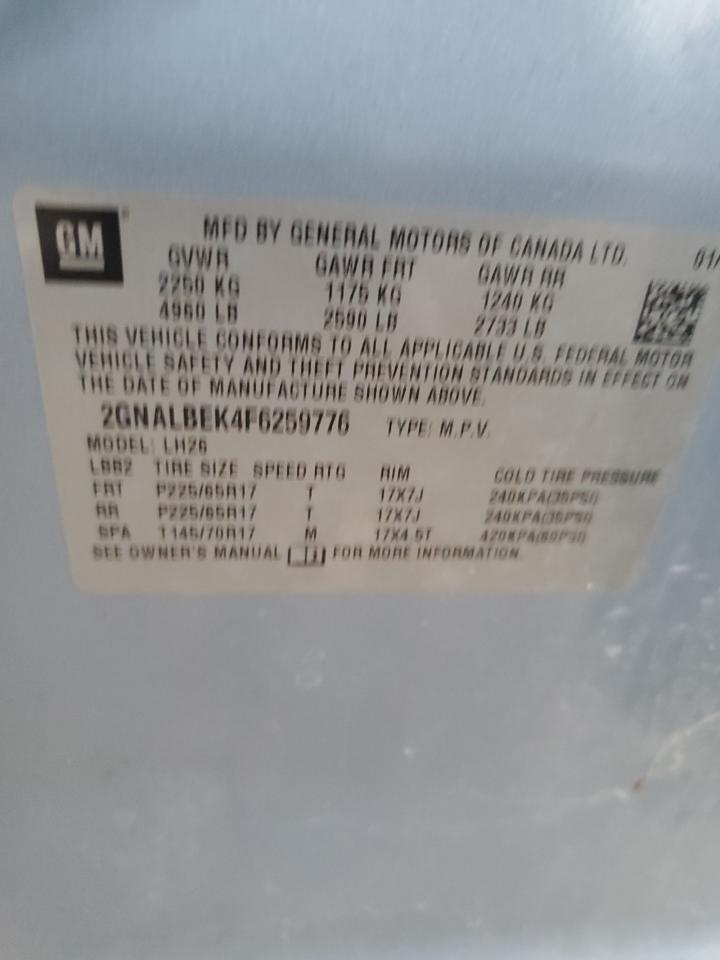 GM
MFD BY GENERAL MOTORS OF CANADA LTD. 01/
GVWR GAWR FRT GAWR RR
2250 KG 1175 KG 1240 KG
4960 LB 2590 LB 2733 LB
THIS VEHICLE CONFORMS TO ALL APPLICABLE U.S. FEDERAL MOTOR
VEHICLE SAFETY AND THEFT PREVENTION STANDARDS IN EFFECT ON
THE DATE OF MANUFACTURE SHOWN ABOVE.
2GNALBEK4F6259776 TYPE: M.P.V.
MODEL: LH26
LBB2 TIRE SIZE SPEED RTG RIM COLD TIRE PRESSURE
FRT P225/65R17 T 17X7J 240KPA(35PSI)
RR P225/65R17 T 17X7J 240KPA(35PSI)
SPA T145/70R17 M 17X4.5T 420KPA(60PSI)
SEE OWNER'S MANUAL FOR MORE INFORMATION